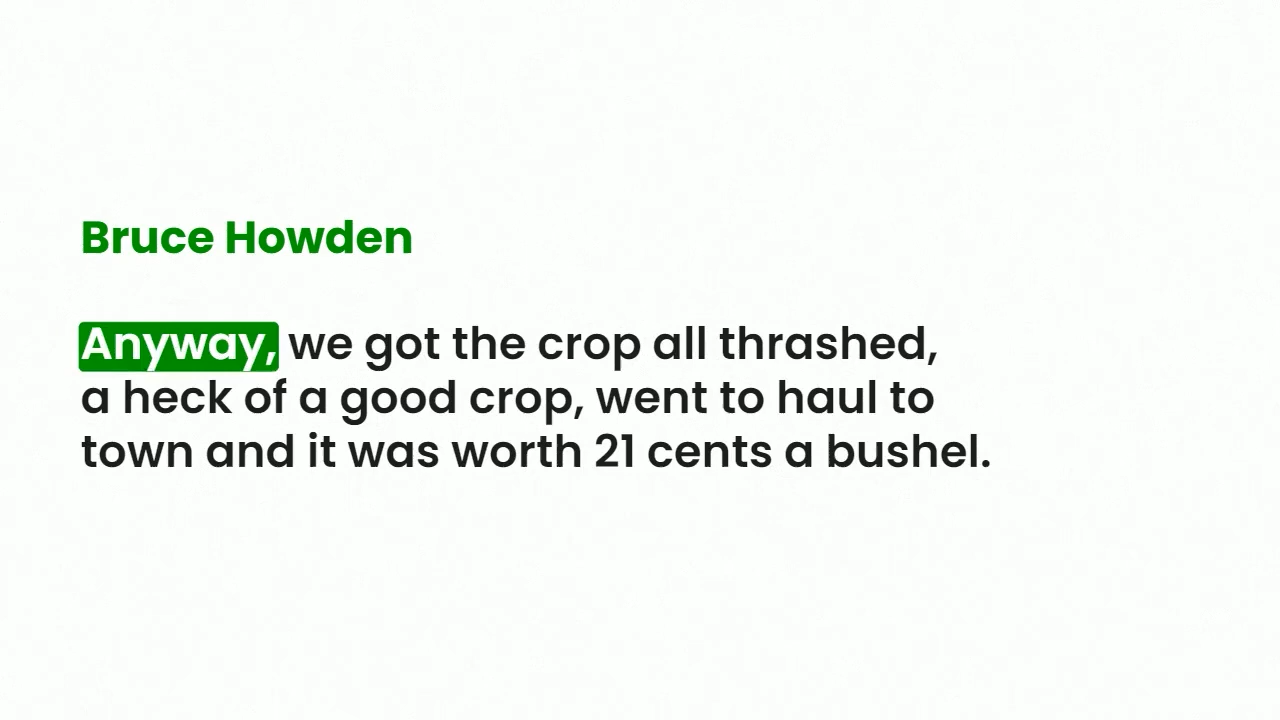 Bruce Howden
Anyway, we got the crop all thrashed,
a heck of a good crop, went to haul to
town and it was worth 21 cents a bushel.